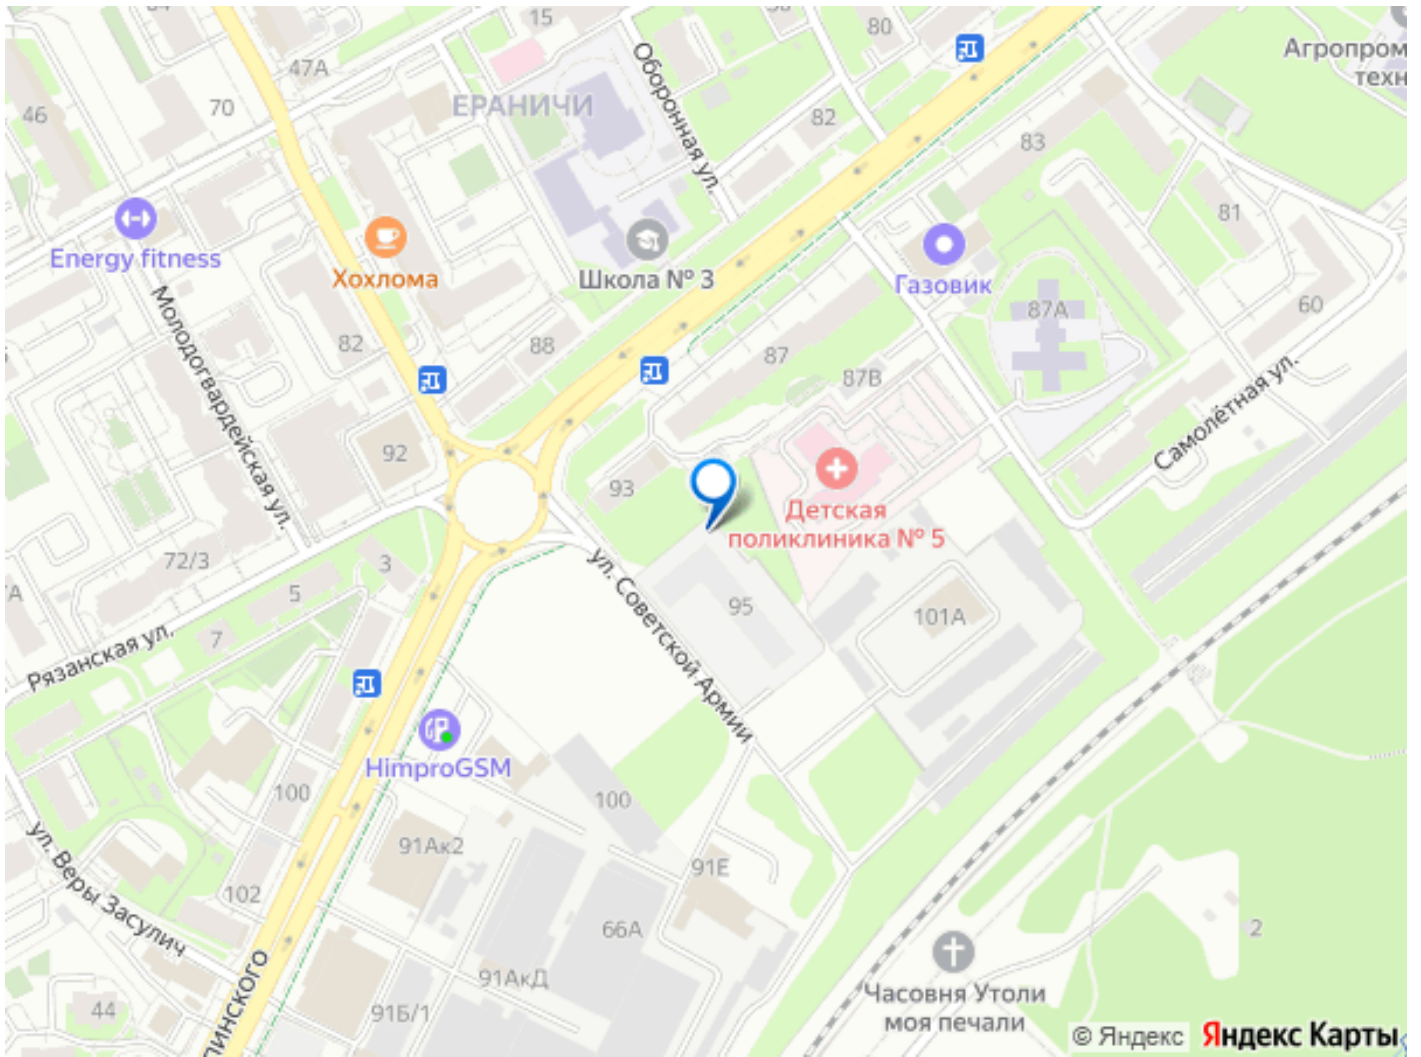 15
80
Агропром
техн
47А
Оборонная ул.
ЕРАНИЧИ
46
70
82
83
81
Energy fitness
Хохлома
Школа № 3
Газовик
Молодогвардейская ул.
82
88
87
87В
87А
60
Самолётная ул.
92
93
Детская
поликлиника № 5
72/3
3
5
7
Рязанская ул.
ул. Советской Армии
95
101А
HimproGSM
100
100
91Ак2
91Е
ул. Веры Засулич
102
66А
2
91АкД
линского
44
91Б/1
Часовня Утоли
моя печали
© Яндекс
Яндекс Карты